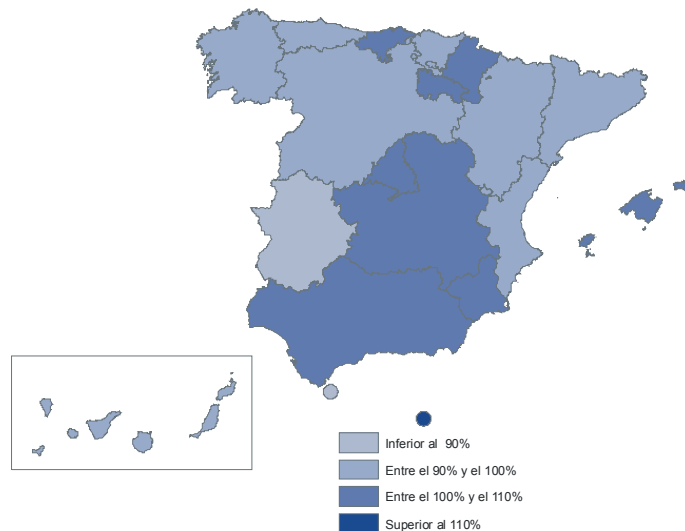 Inferior al 90%
Entre el 90% y el 100%
Entre el 100% y el 110%
Superior al 110%